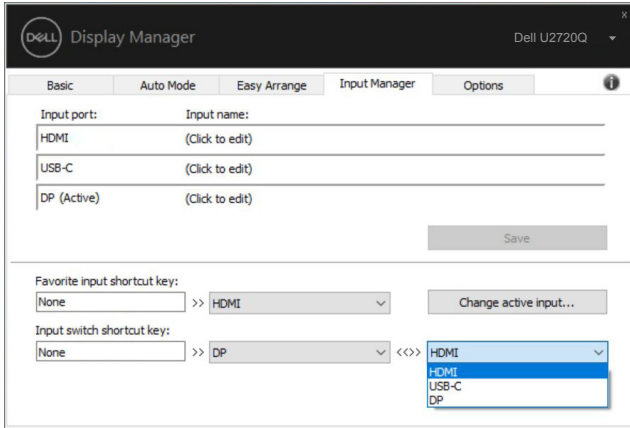 x
DELL Display Manager Dell U2720Q
Basic Auto Mode Easy Arrange Input Manager Options i
Input port: Input name:
HDMI (Click to edit)
USB-C (Click to edit)
DP (Active) (Click to edit)
Save
Favorite input shortcut key:
None >> HDMI Change active input...
Input switch shortcut key:
None >> DP <<>> HDMI
HDMI
USB-C
DP